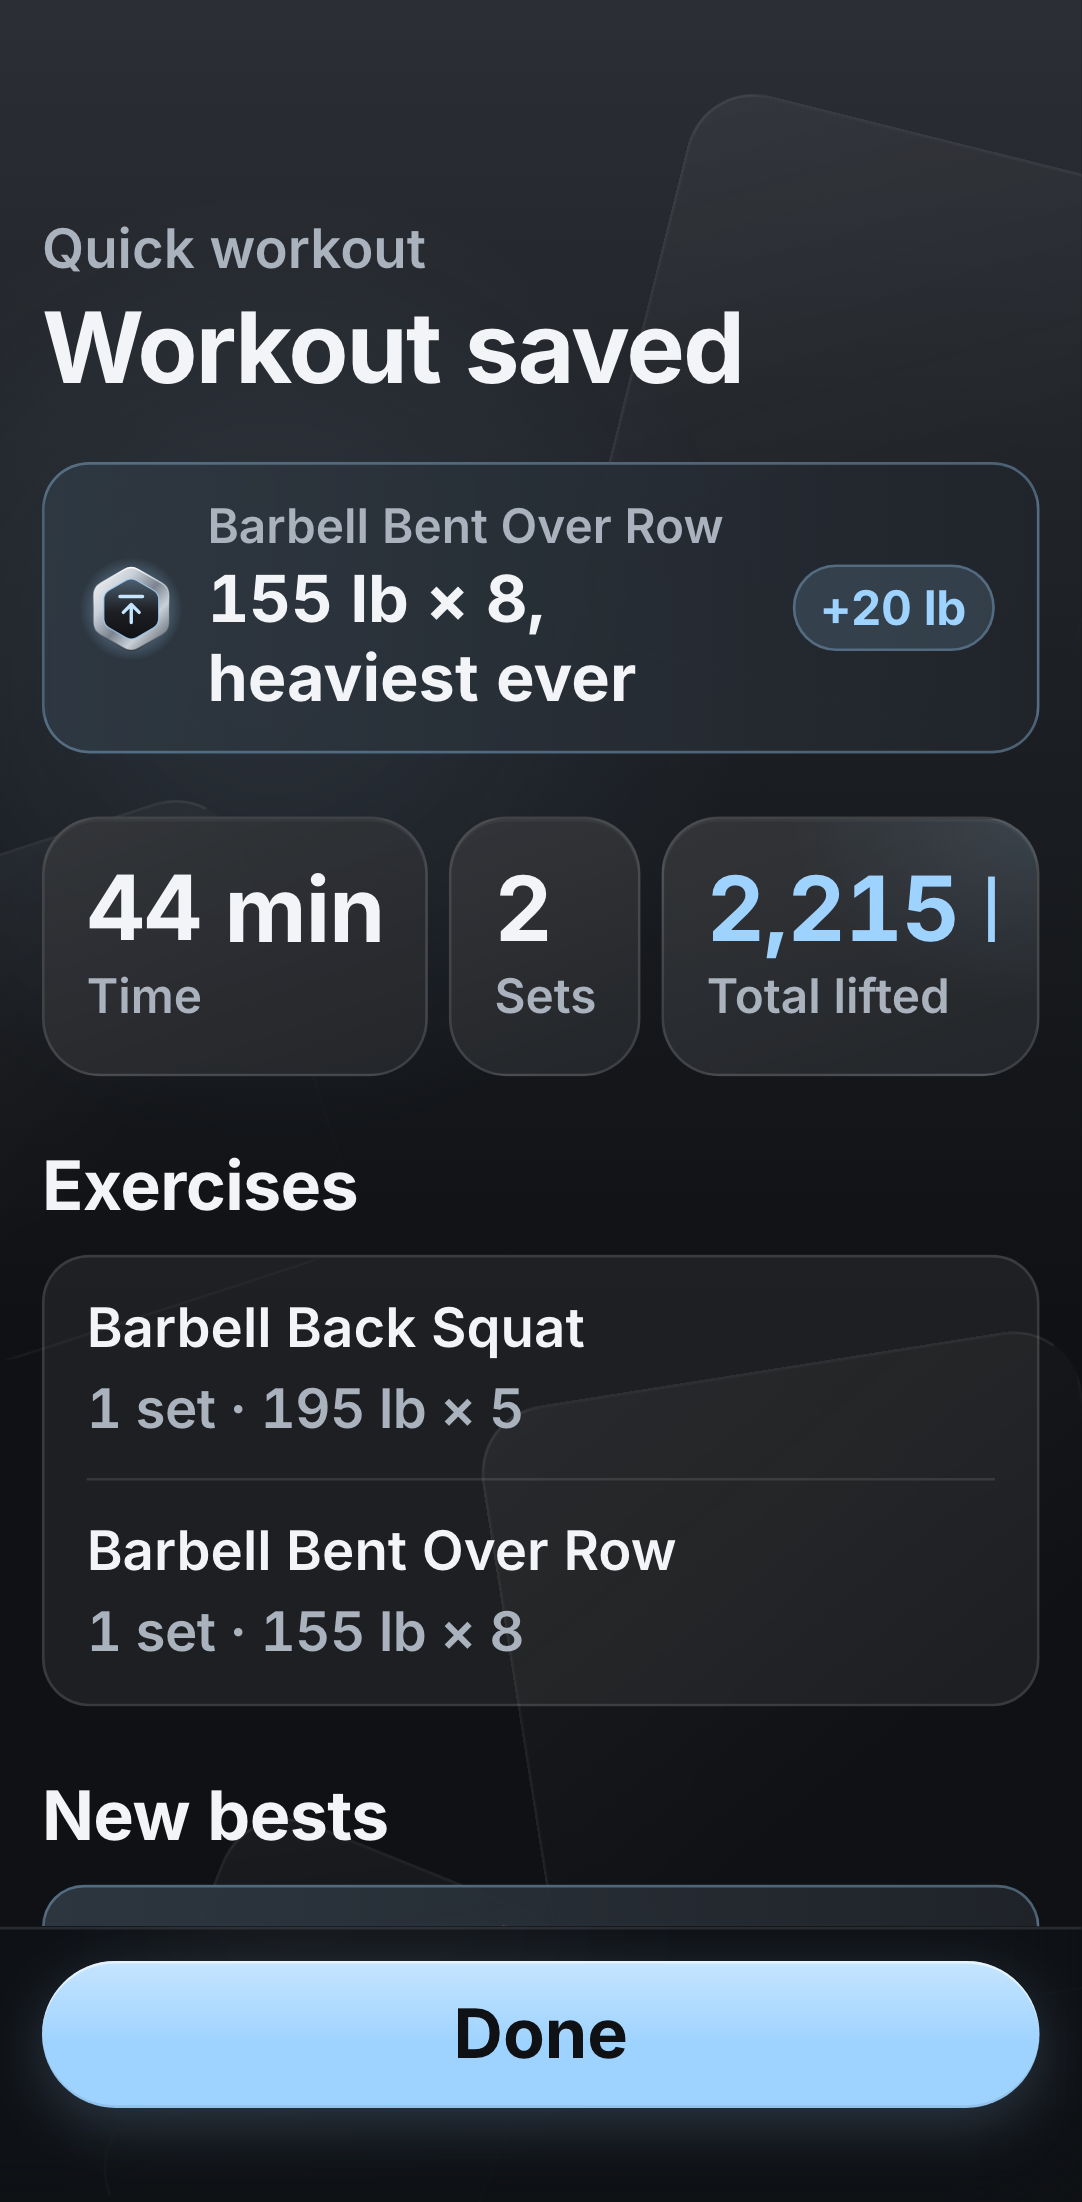 Quick workout
Workout saved
Barbell Bent Over Row
155 lb × 8,
heaviest ever
+20 lb
44 min
Time
2
Sets
2,215 l
Total lifted
Exercises
Barbell Back Squat
1 set · 195 lb × 5
Barbell Bent Over Row
1 set · 155 lb × 8
New bests
Done